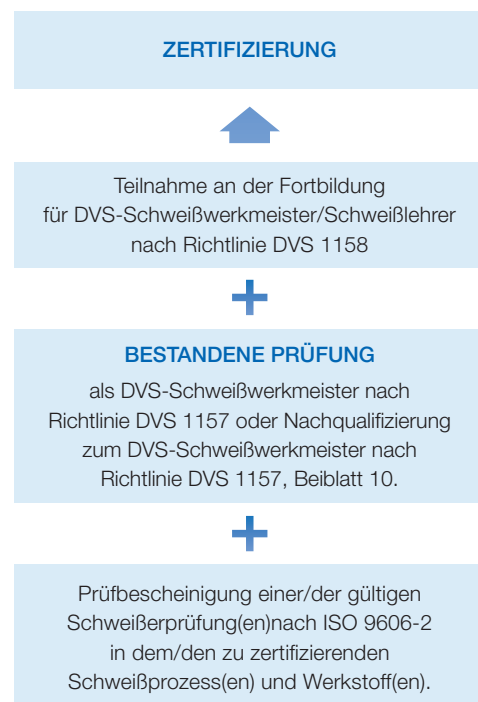 ZERTIFIZIERUNG
Teilnahme an der Fortbildung
für DVS-Schweißwerkmeister/Schweißlehrer
nach Richtlinie DVS 1158
+
BESTANDENE PRÜFUNG
als DVS-Schweißwerkmeister nach
Richtlinie DVS 1157 oder Nachqualifizierung
zum DVS-Schweißwerkmeister nach
Richtlinie DVS 1157, Beiblatt 10.
+
Prüfbescheinigung einer/der gültigen
Schweißerprüfung(en)nach ISO 9606-2
in dem/den zu zertifizierenden
Schweißprozess(en) und Werkstoff(en).